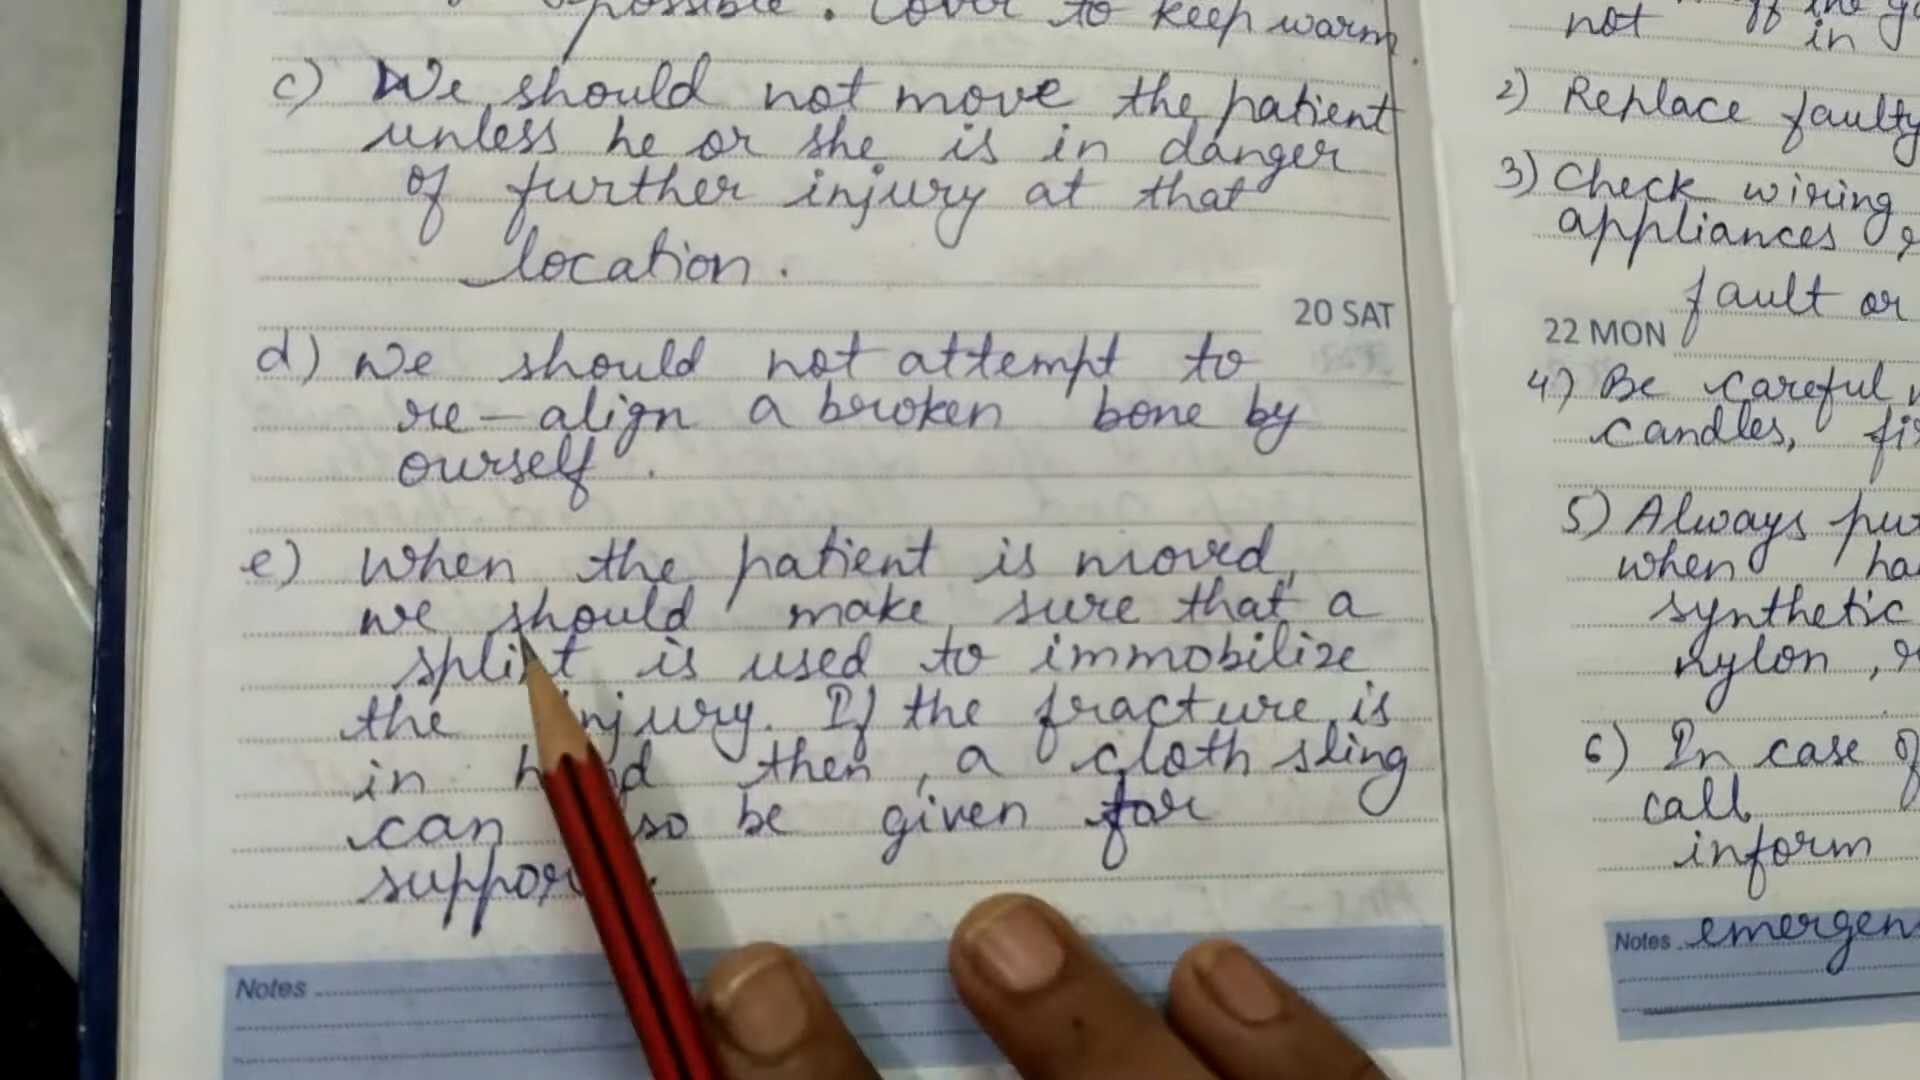 possible. Cover to keep warm.
c) We should not move the patient
unless he or she is in danger
of further injury at that
location.
20 SAT
d) We should not attempt to
re-align a broken bone by
ourself.
e) When the patient is moved,
we should make sure that a
splint is used to immobilize
the injury. If the fracture is
in then, a cloth sling
can be given for
Notes
not in
2) Replace faulty
3) Check wiring
appliances
fault or
22 MON
4) Be careful
candles,
5) Always
when
synthetic
nylon,
6) In case of
call
inform
Notes